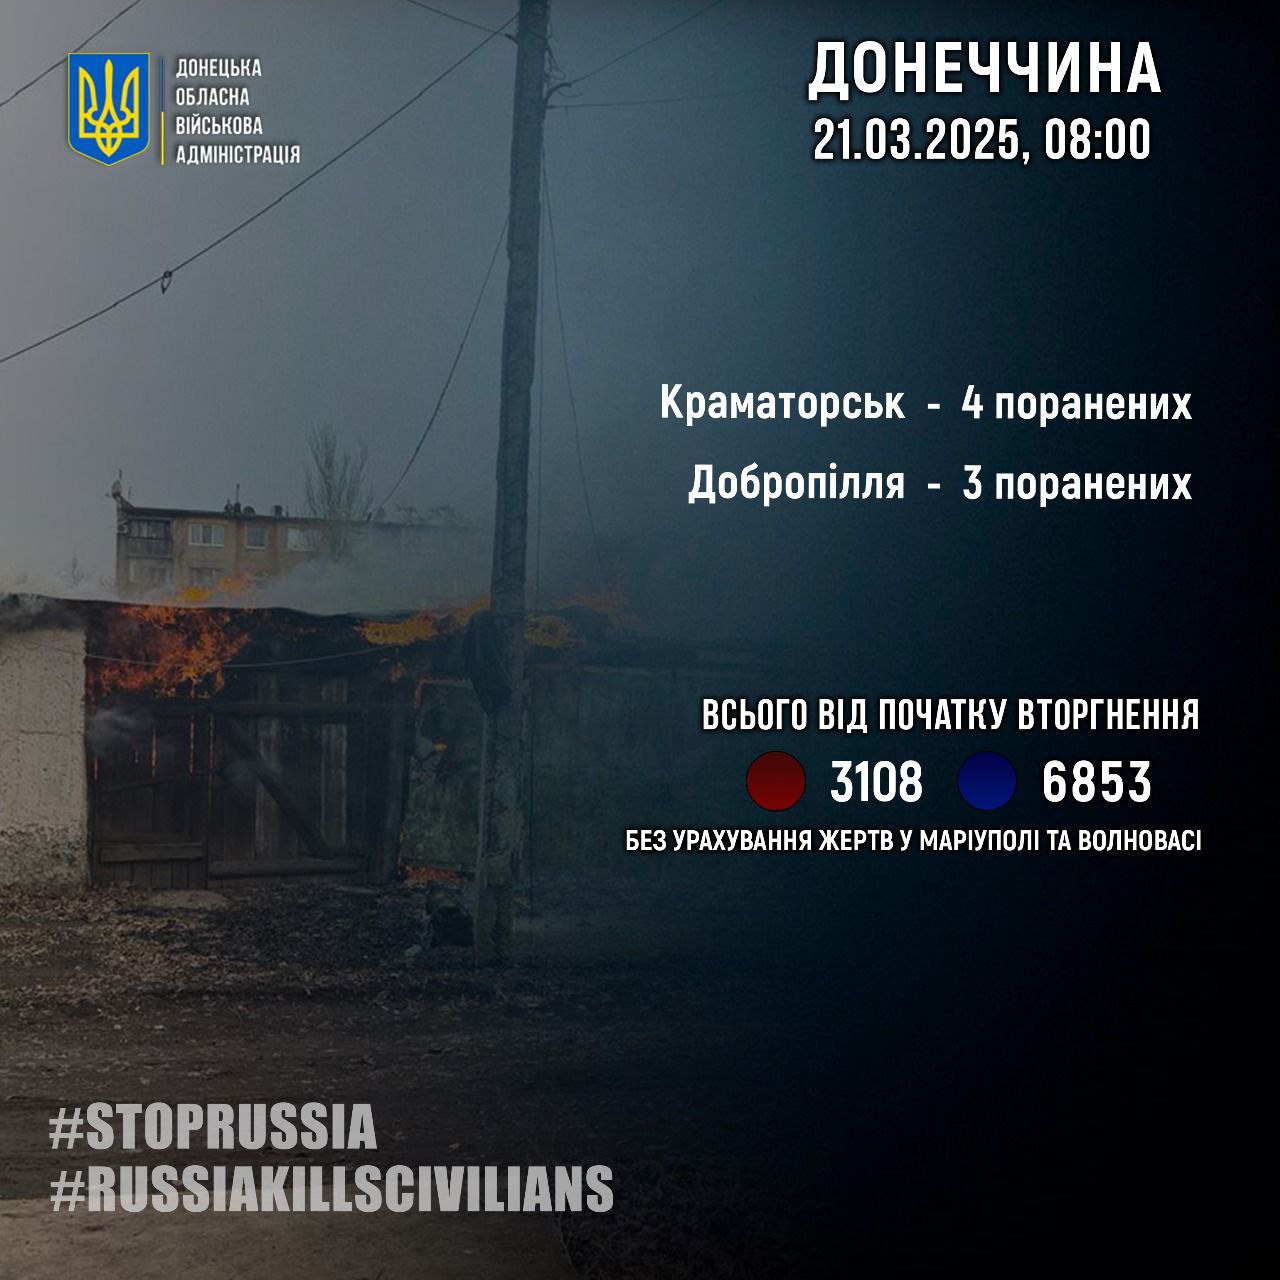 ДОНЕЦЬКА
ОБЛАСНА
ВІЙСЬКОВА
АДМІНІСТРАЦІЯ
ДОНЕЧЧИНА
21.03.2025, 08:00
Краматорськ - 4 поранених
Добропілля - 3 поранених
ВСЬОГО ВІД ПОЧАТКУ ВТОРГНЕННЯ
3108 6853
БЕЗ УРАХУВАННЯ ЖЕРТВ У МАРІУПОЛІ ТА ВОЛНОВАСІ
#STOPRUSSIA
#RUSSIAKILLSCIVILIANS